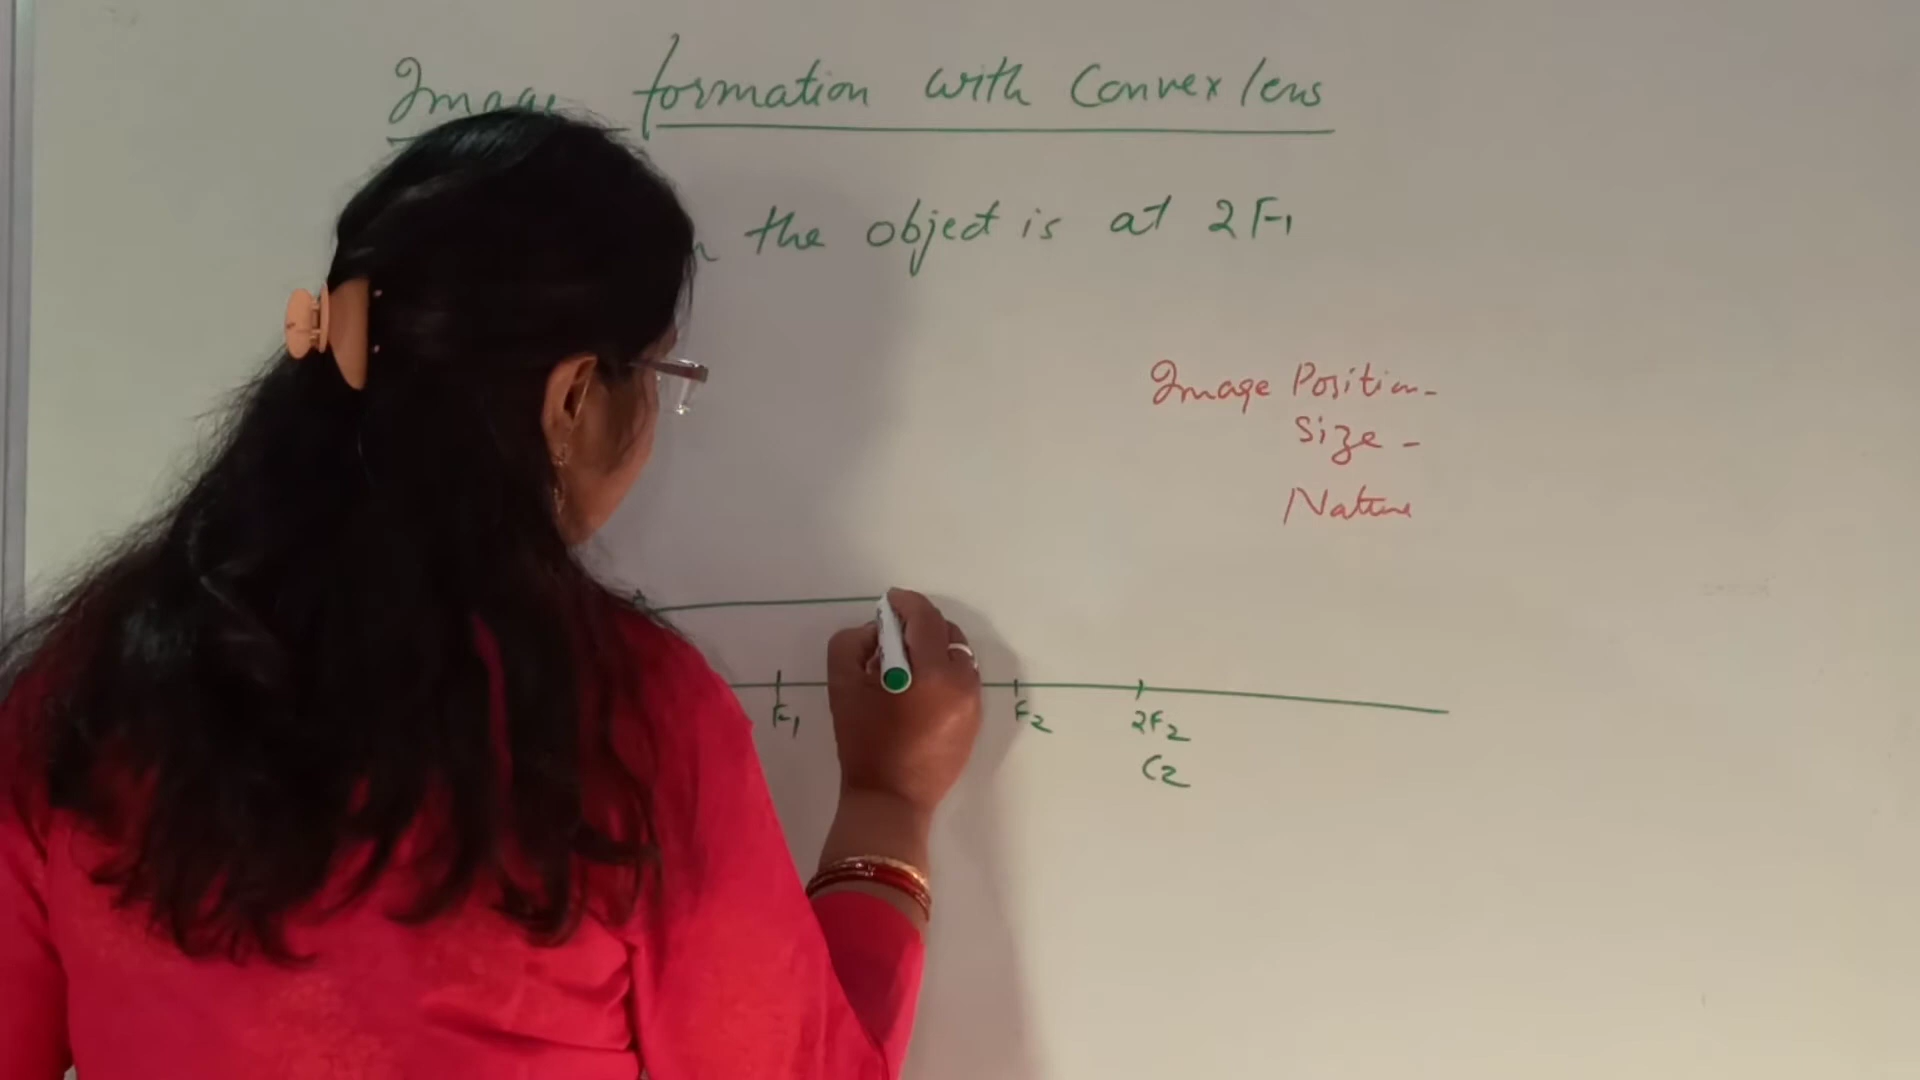 Image formation with Convex lens
the object is at 2F1
Image Position-
Size -
Nature
F1
F2
2F2
C2